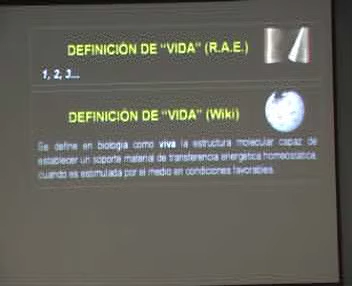 DEFINICIÓN DE "VIDA" (R.A.E.)
1, 2, 3...
DEFINICIÓN DE "VIDA" (Wiki)
Se define en biología como viva la estructura molecular capaz de
establecer un soporte material de transferencia energética homeostática
cuando es estimulada por el medio en condiciones favorables.